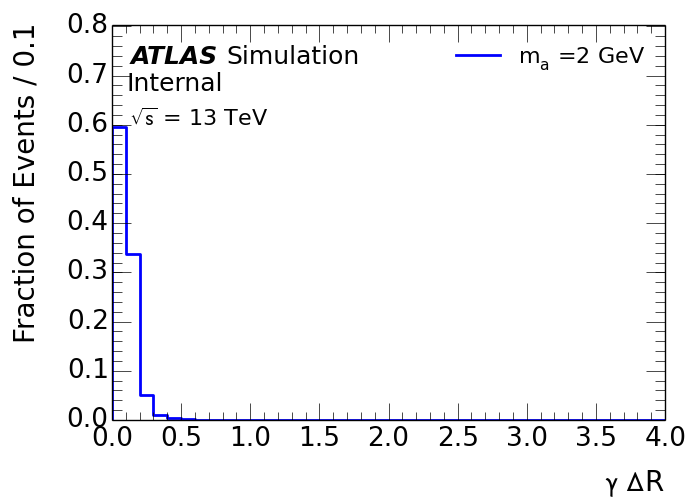 0.8
ATLAS Simulation
Internal
√s = 13 TeV
mₐ =2 GeV
0.7
0.6
0.5
0.4
0.3
0.2
0.1
0.0
Fraction of Events / 0.1
0.0 0.5 1.0 1.5 2.0 2.5 3.0 3.5 4.0
γ ΔR